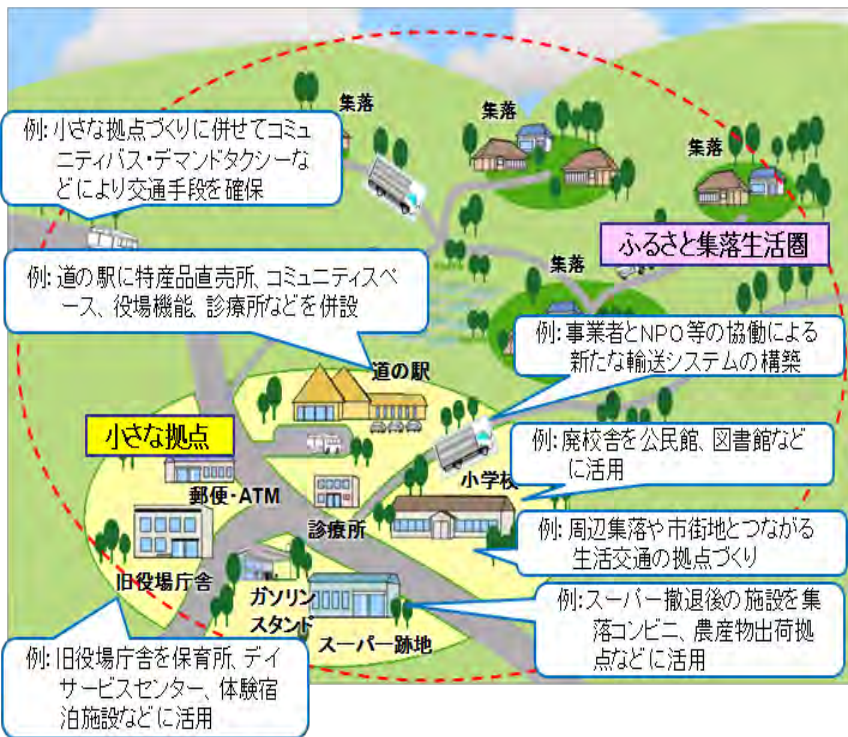 集落
集落
集落
例：小さな拠点づくりに併せてコミュ
ニティバス・デマンドタクシーな
どにより交通手段を確保
ふるさと集落生活圏
集落
例：道の駅に特産品直売所、コミュニティスペ
ース、役場機能、診療所などを併設
例：事業者とNPO等の協働による
新たな輸送システムの構築
道の駅
小さな拠点
例：廃校舎を公民館、図書館など
に活用
小学校
郵便・ATM
診療所
例：周辺集落や市街地とつながる
生活交通の拠点づくり
旧役場庁舎
ガソリン
スタンド
スーパー跡地
例：スーパー撤退後の施設を集
落コンビニ、農産物出荷拠
点などに活用
例：旧役場庁舎を保育所、デイ
サービスセンター、体験宿
泊施設などに活用